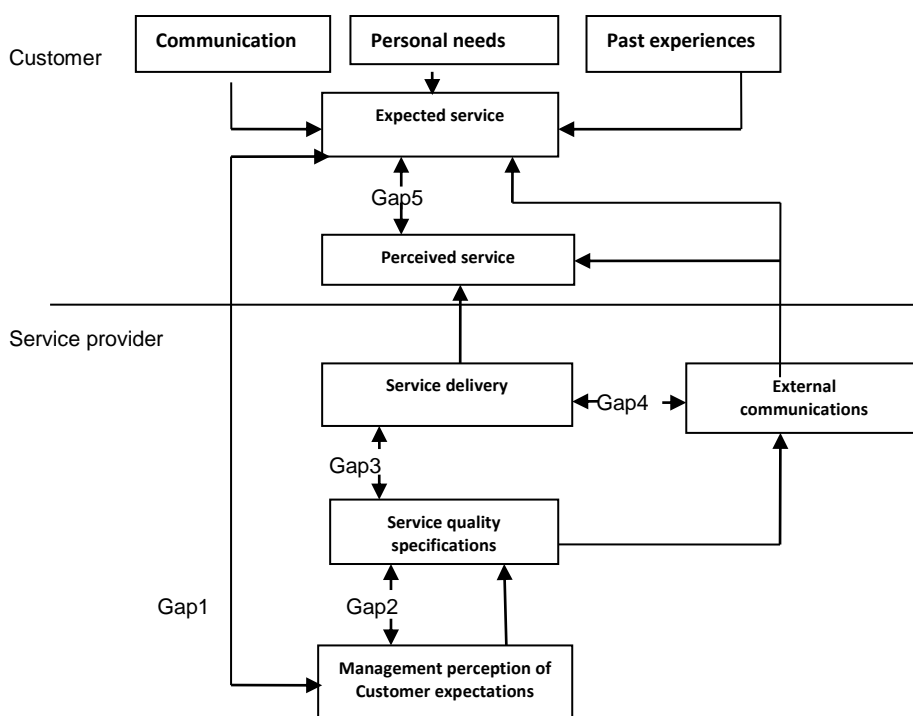 Communication
Personal needs
Past experiences
Customer
Expected service
Gap5
Perceived service
Service provider
Service delivery
Gap4
External
communications
Gap3
Service quality
specifications
Gap1
Gap2
Management perception of
Customer expectations